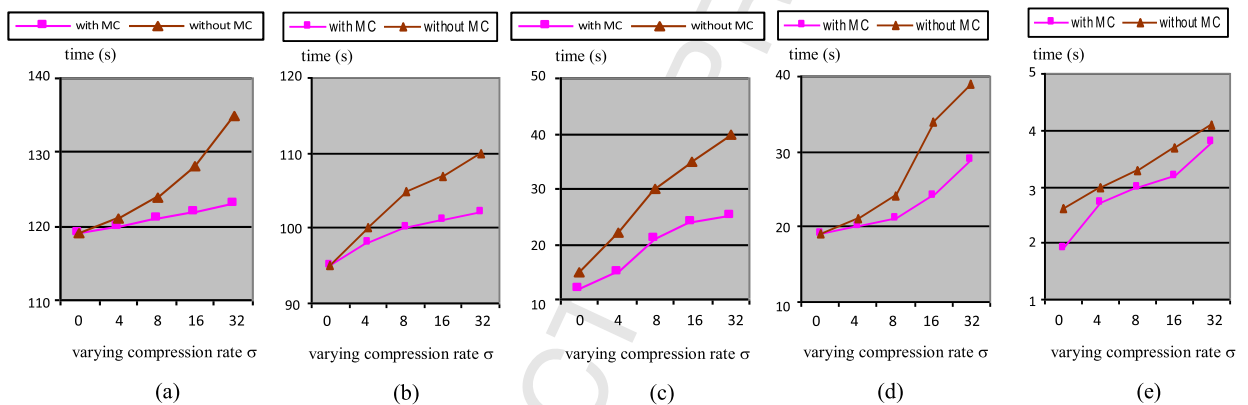 with MC without MC
time (s)
140
130
120
110
0 4 8 16 32
varying compression rate σ
(a)
with MC without MC
time (s)
120
110
100
90
0 4 8 16 32
varying compression rate σ
(b)
with MC without MC
time (s)
50
40
30
20
10
0 4 8 16 32
varying compression rate σ
(c)
with MC without MC
time (s)
40
30
20
10
0 4 8 16 32
varying compression rate σ
(d)
with MC without MC
time (s)
5
4
3
2
1
0 4 8 16 32
varying compression rate σ
(e)